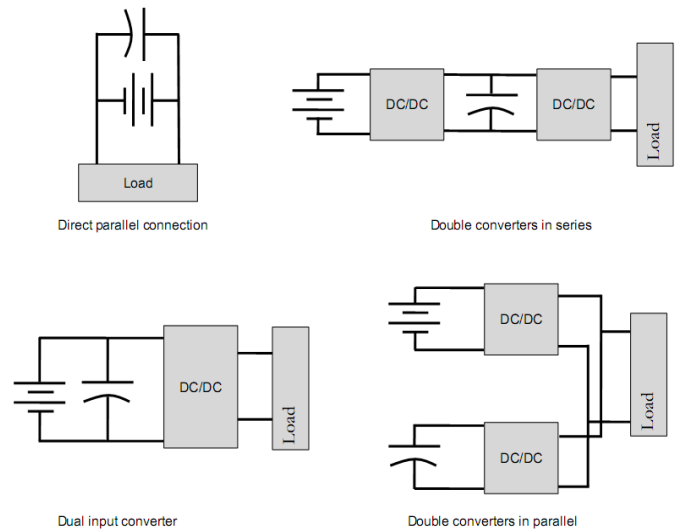 Load
Direct parallel connection
DC/DC
DC/DC
Load
Double converters in series
DC/DC
Load
Dual input converter
DC/DC
DC/DC
Load
Double converters in parallel